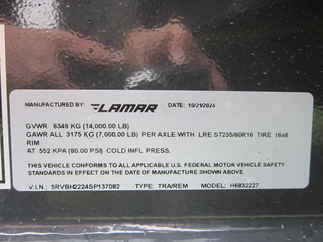 MANUFACTURED BY LAMAR DATE: 10/21/2024
GVWR 6349 KG (14,000.00 LB)
GAWR ALL 3175 KG (7,000.00 LB) PER AXLE WITH LRE ST235/80R16 TIRE 16x6
RIM
AT 552 KPA (80.00 PSI) COLD INFL. PRESS.
THIS VEHICLE CONFORMS TO ALL APPLICABLE U.S. FEDERAL MOTOR VEHICLE SAFETY
STANDARDS IN EFFECT ON THE DATE OF MANUFACTURE SHOWN ABOVE.
V.I.N.: 5RVBH2224SP137082 TYPE: TRA/REM MODEL: H6832227